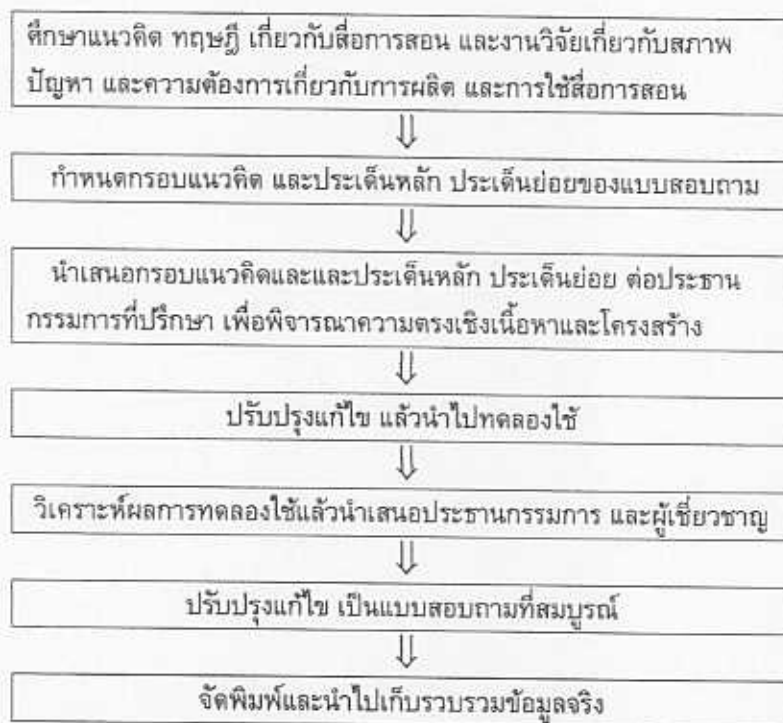 ศึกษาแนวคิด ทฤษฎี เกี่ยวกับสื่อการสอน และงานวิจัยเกี่ยวกับสภาพ
ปัญหา และความต้องการเกี่ยวกับการผลิต และการใช้สื่อการสอน
⇓
กำหนดกรอบแนวคิด และประเด็นหลัก ประเด็นย่อยของแบบสอบถาม
⇓
นำเสนอกรอบแนวคิดและและประเด็นหลัก ประเด็นย่อย ต่อประธาน
กรรมการที่ปรึกษา เพื่อพิจารณาความตรงเชิงเนื้อหาและโครงสร้าง
⇓
ปรับปรุงแก้ไข แล้วนำไปทดลองใช้
⇓
วิเคราะห์ผลการทดลองใช้แล้วนำเสนอประธานกรรมการ และผู้เชี่ยวชาญ
⇓
ปรับปรุงแก้ไข เป็นแบบสอบถามที่สมบูรณ์
⇓
จัดพิมพ์และนำไปเก็บรวบรวมข้อมูลจริง